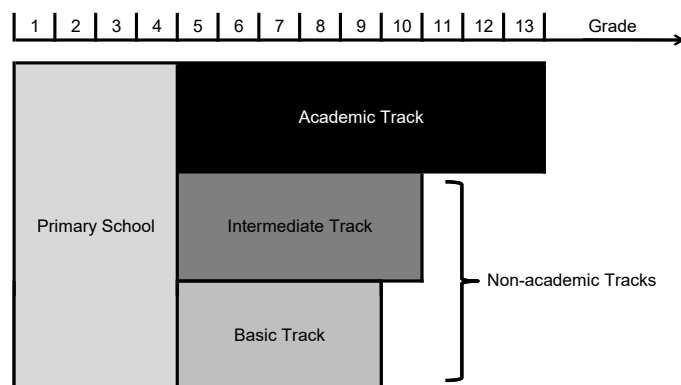 1 2 3 4 5 6 7 8 9 10 11 12 13 Grade
Academic Track
Primary School
Intermediate Track
Non-academic Tracks
Basic Track